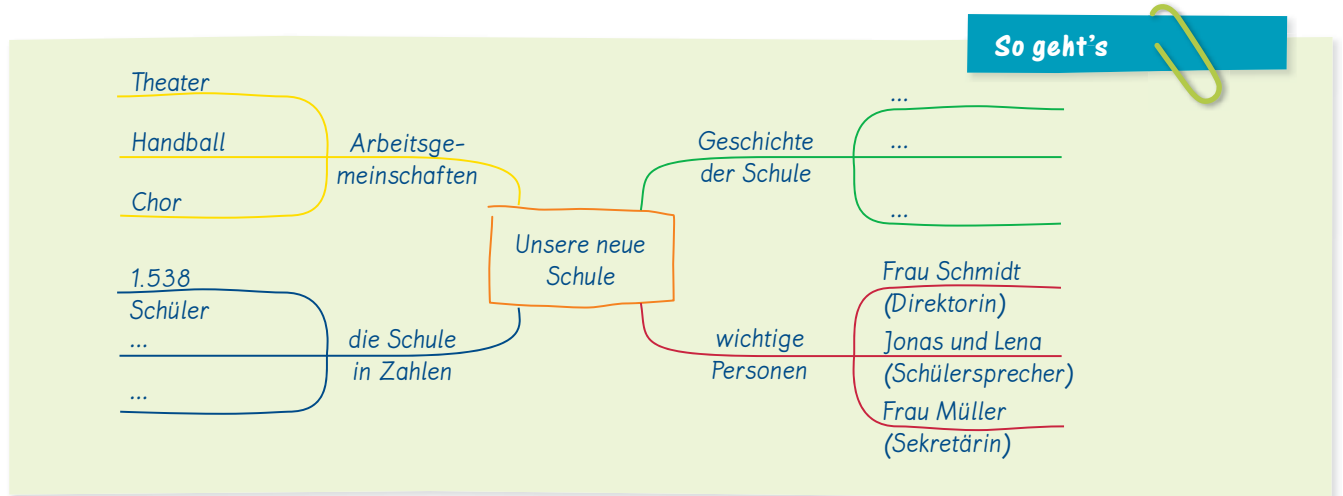 So geht's
Theater
Handball
Chor
Arbeitsge-
meinschaften
Geschichte
der Schule
...
...
...
Unsere neue
Schule
1.538
Schüler
...
...
die Schule
in Zahlen
wichtige
Personen
Frau Schmidt
(Direktorin)
Jonas und Lena
(Schülersprecher)
Frau Müller
(Sekretärin)